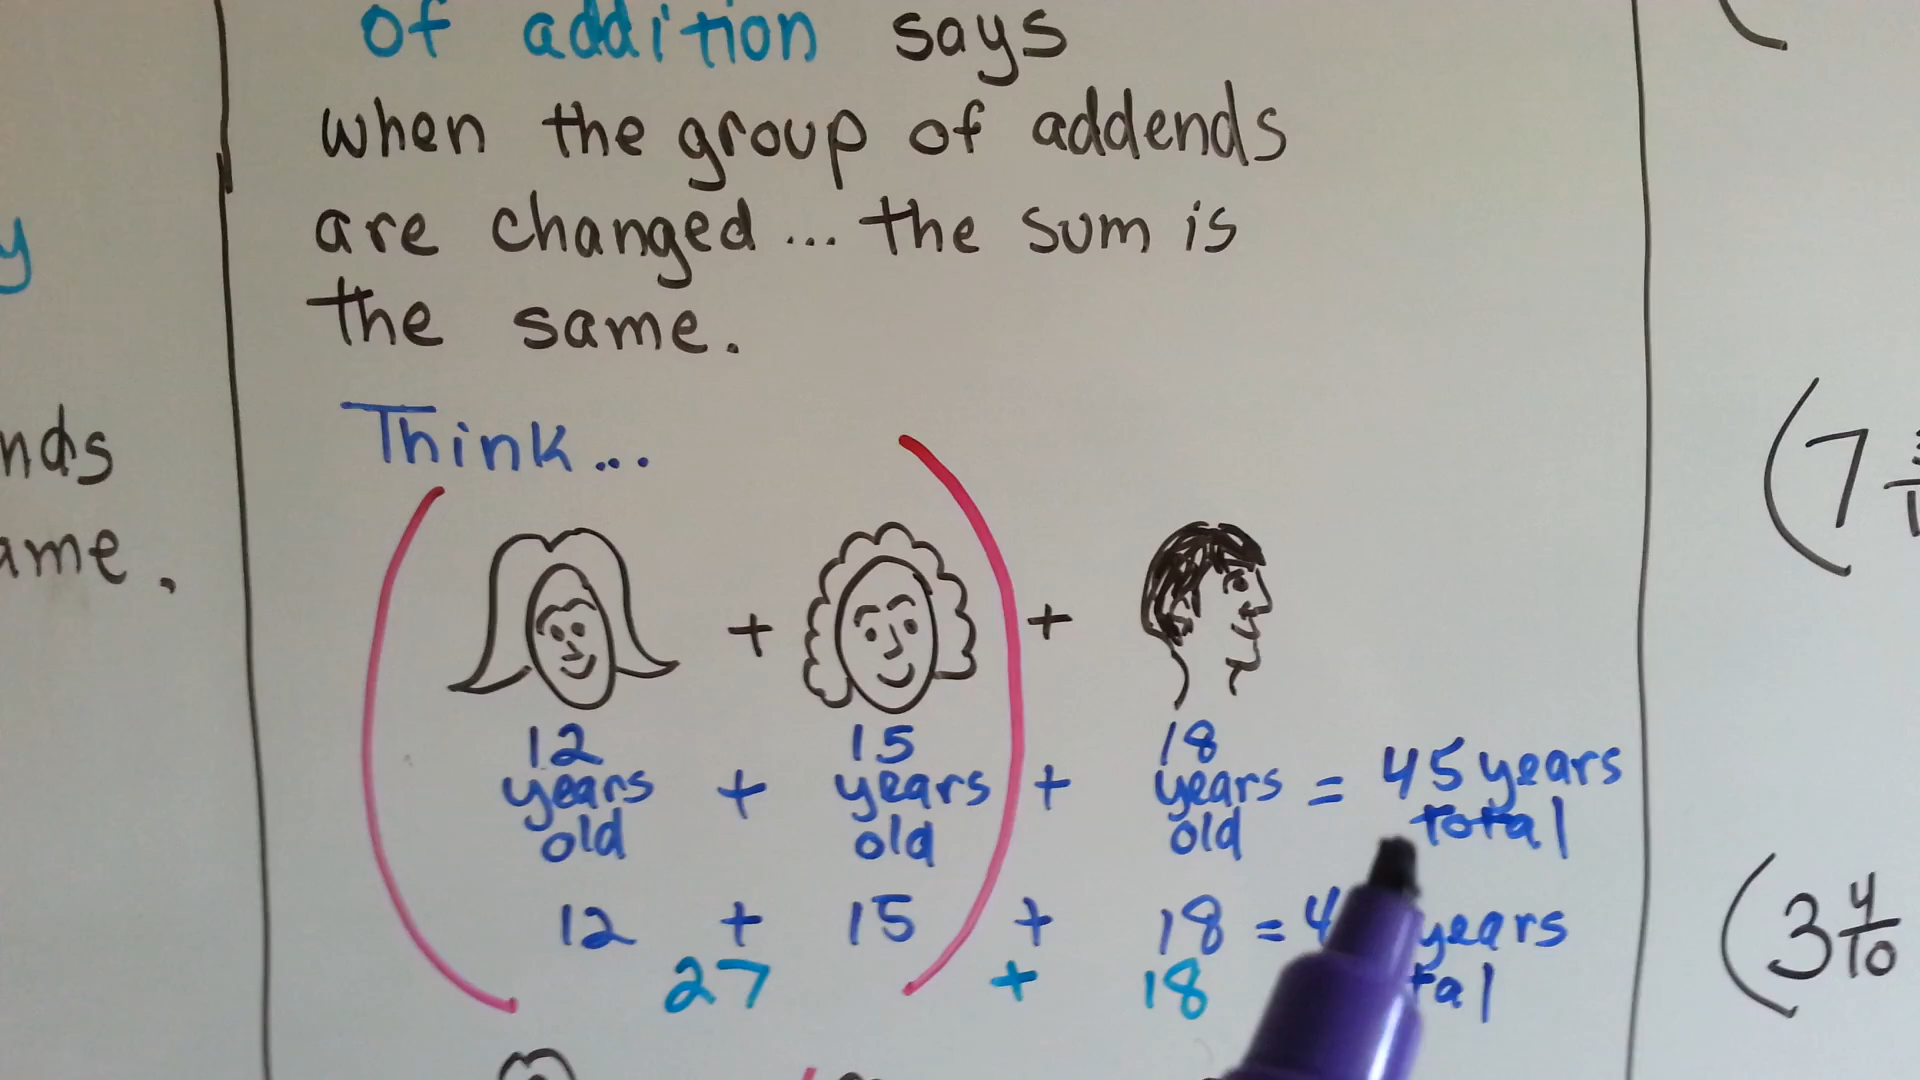 of addition says
when the group of addends
are changed... the sum is
the same.
y
nds
ame.
Think...
+ +
12 15 18
years + years + years = 45 years
old old old total
12 + 15 + 18 = 4 years
27 + 18 tal
(7
(3 4/10